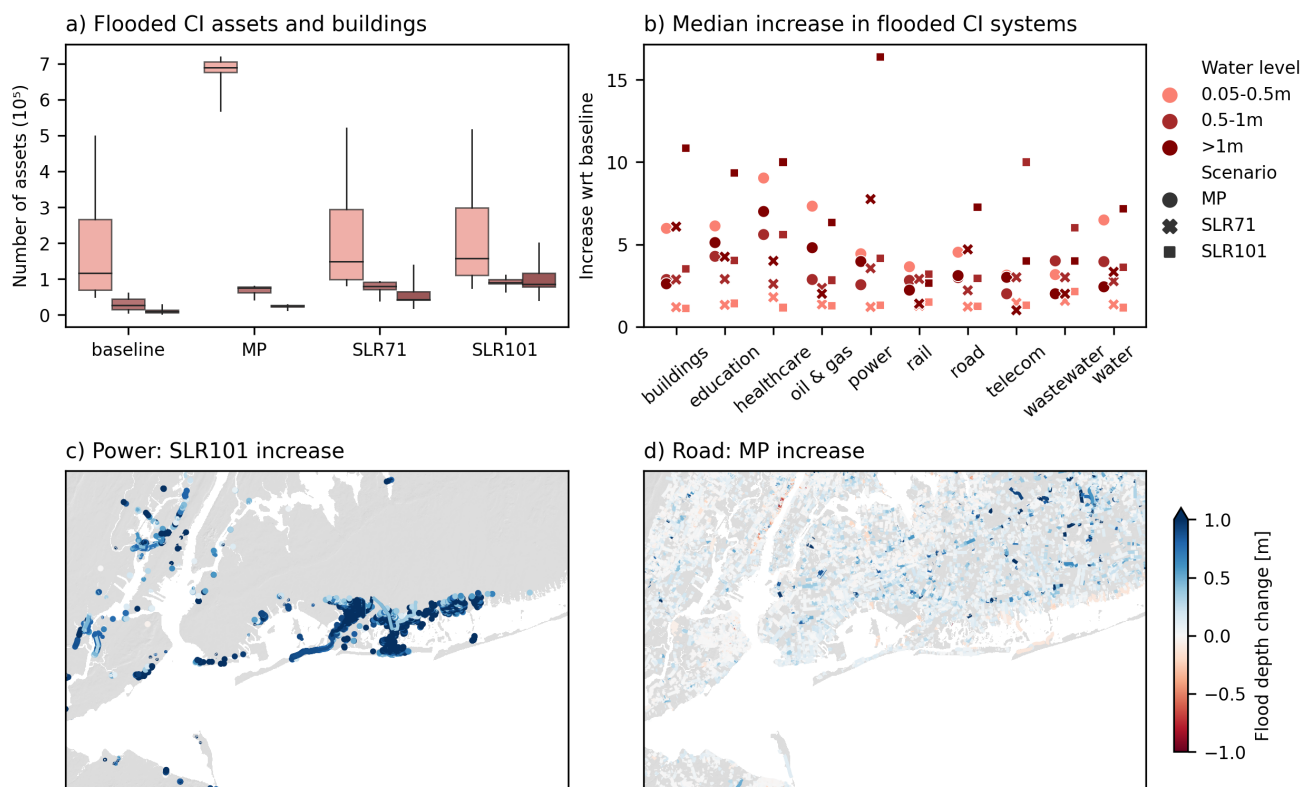 a) Flooded CI assets and buildings
Number of assets (10⁵)
7
6
5
4
3
2
1
0
baseline
MP
SLR71
SLR101
b) Median increase in flooded CI systems
Increase wrt baseline
15
10
5
0
buildings
education
healthcare
oil & gas
power
rail
road
telecom
wastewater
water
Water level
0.05-0.5m
0.5-1m
>1m
Scenario
MP
SLR71
SLR101
c) Power: SLR101 increase
d) Road: MP increase
1.0
0.5
0.0
−0.5
−1.0
Flood depth change [m]